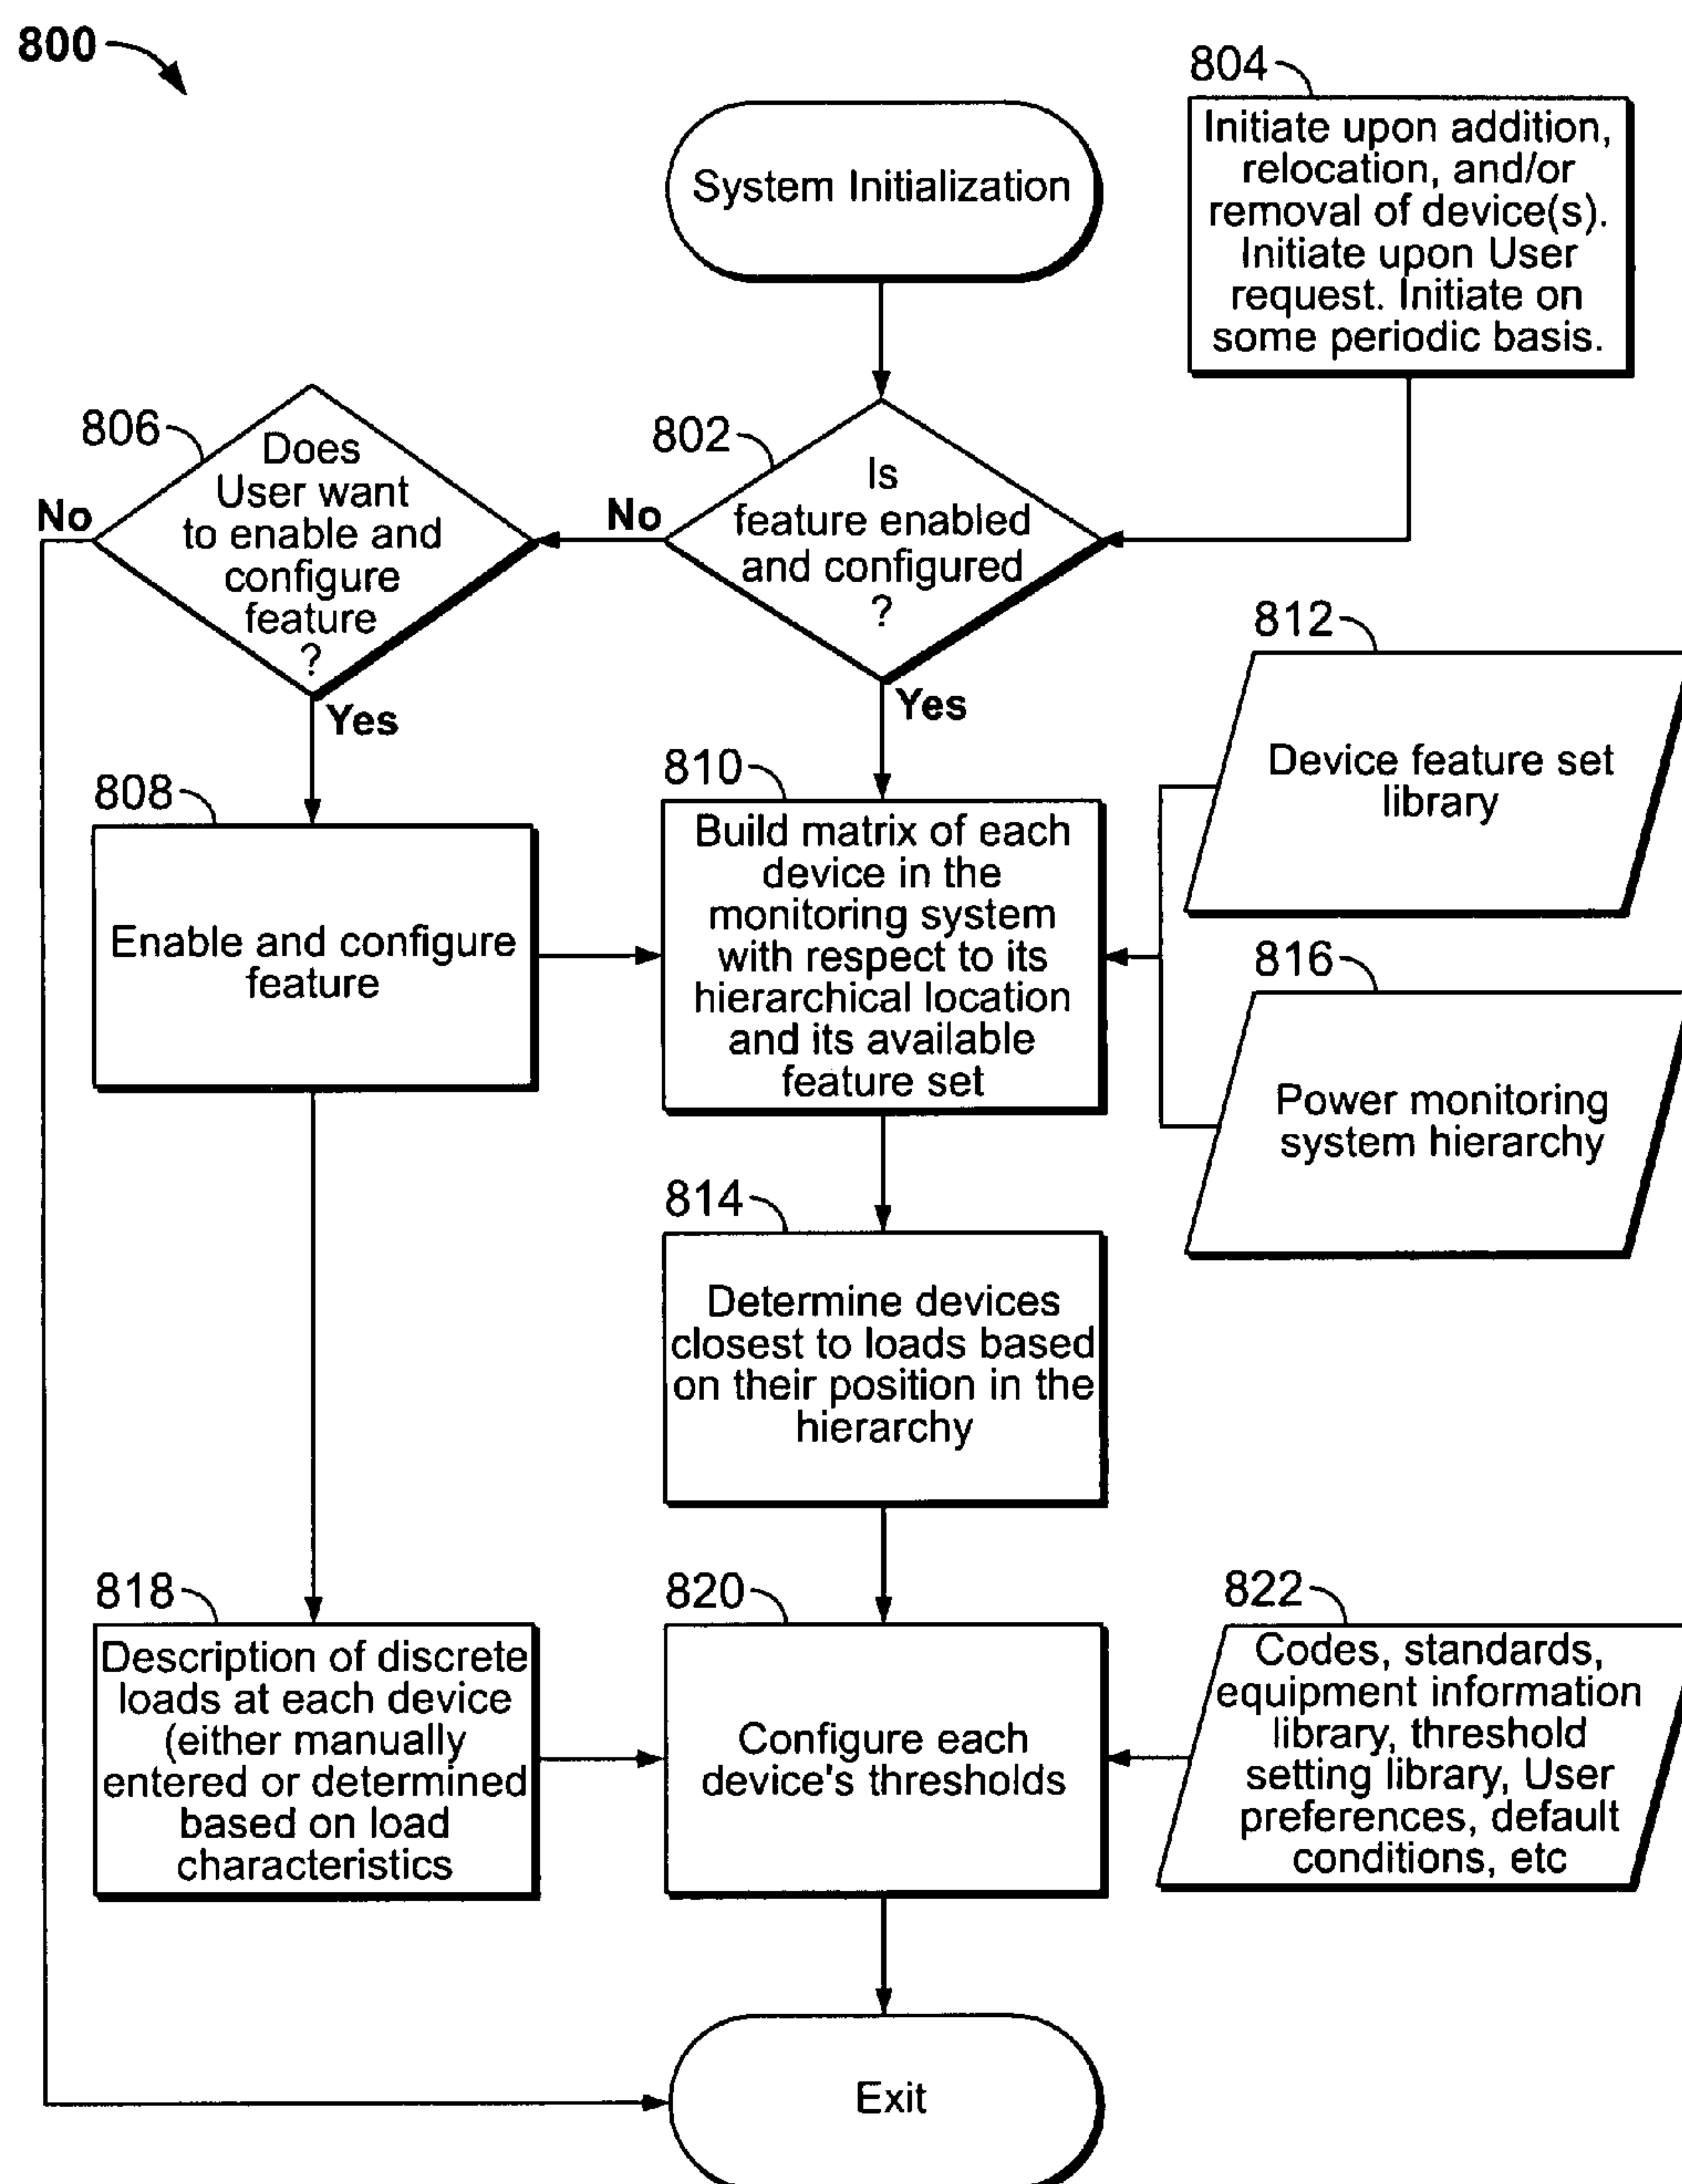 800
System Initialization
804
Initiate upon addition,
relocation, and/or
removal of device(s).
Initiate upon User
request. Initiate on
some periodic basis.
806
Does
User want
to enable and
configure
feature
?
No
Yes
802
Is
feature enabled
and configured
?
No
Yes
808
Enable and configure
feature
810
Build matrix of each
device in the
monitoring system
with respect to its
hierarchical location
and its available
feature set
812
Device feature set
library
816
Power monitoring
system hierarchy
814
Determine devices
closest to loads based
on their position in the
hierarchy
818
Description of discrete
loads at each device
(either manually
entered or determined
based on load
characteristics
820
Configure each
device's thresholds
822
Codes, standards,
equipment information
library, threshold
setting library, User
preferences, default
conditions, etc
Exit